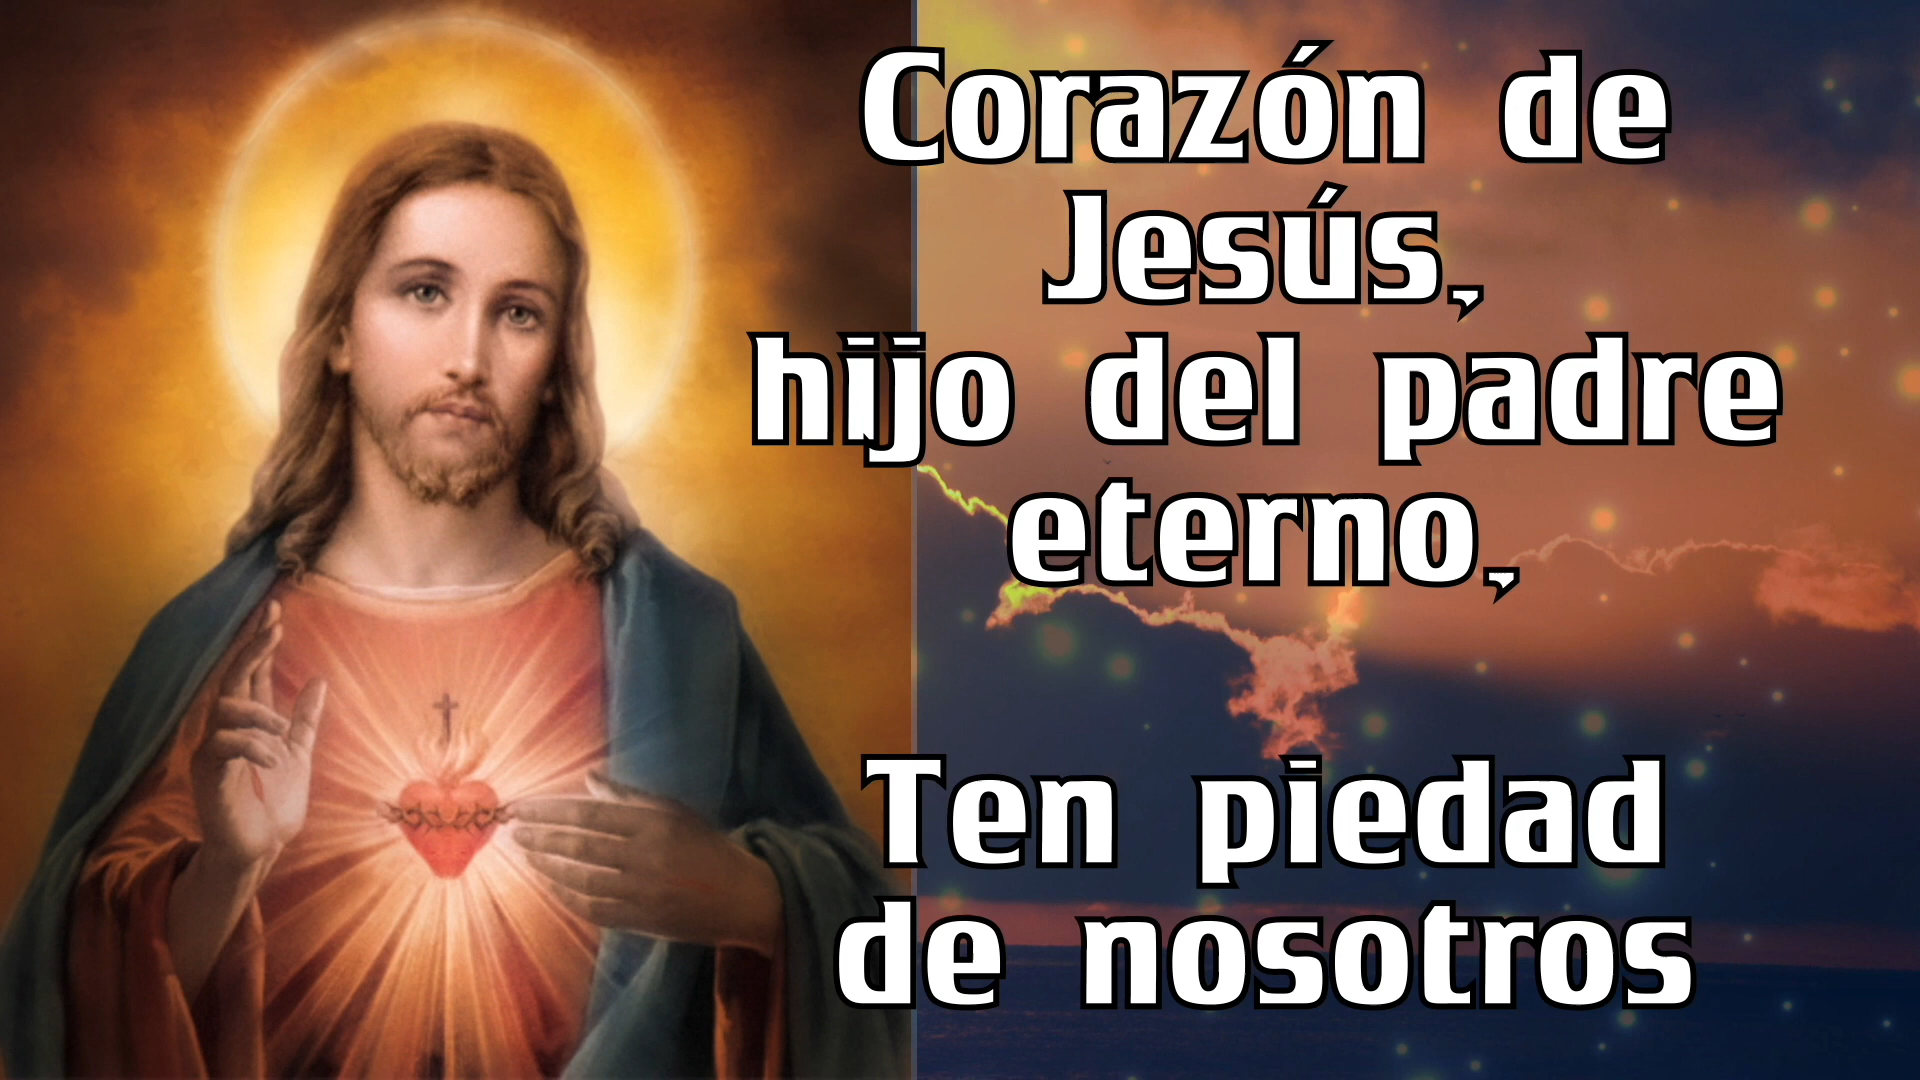 Corazón de
Jesús,
hijo del padre
eterno,
Ten piedad
de nosotros